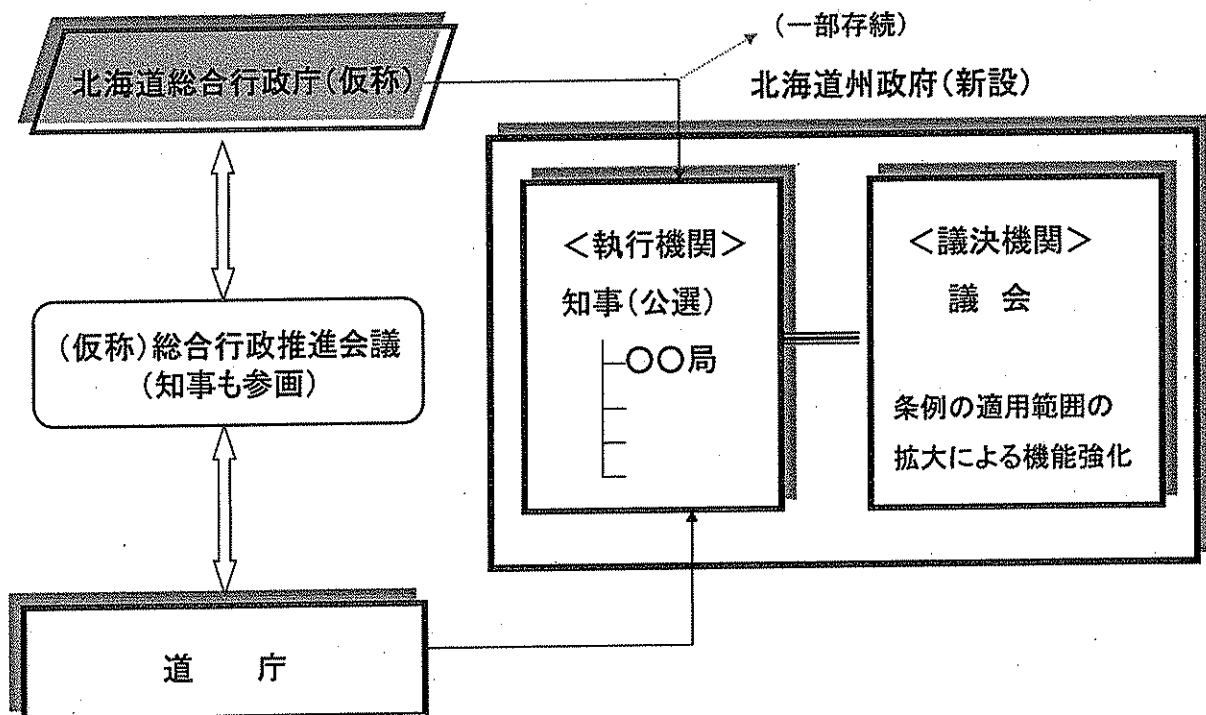 (一部存続)
北海道総合行政庁(仮称)
北海道州政府(新設)
<執行機関>
知事(公選)
○○局
<議決機関>
議 会
条例の適用範囲の
拡大による機能強化
(仮称)総合行政推進会議
(知事も参画)
道 庁